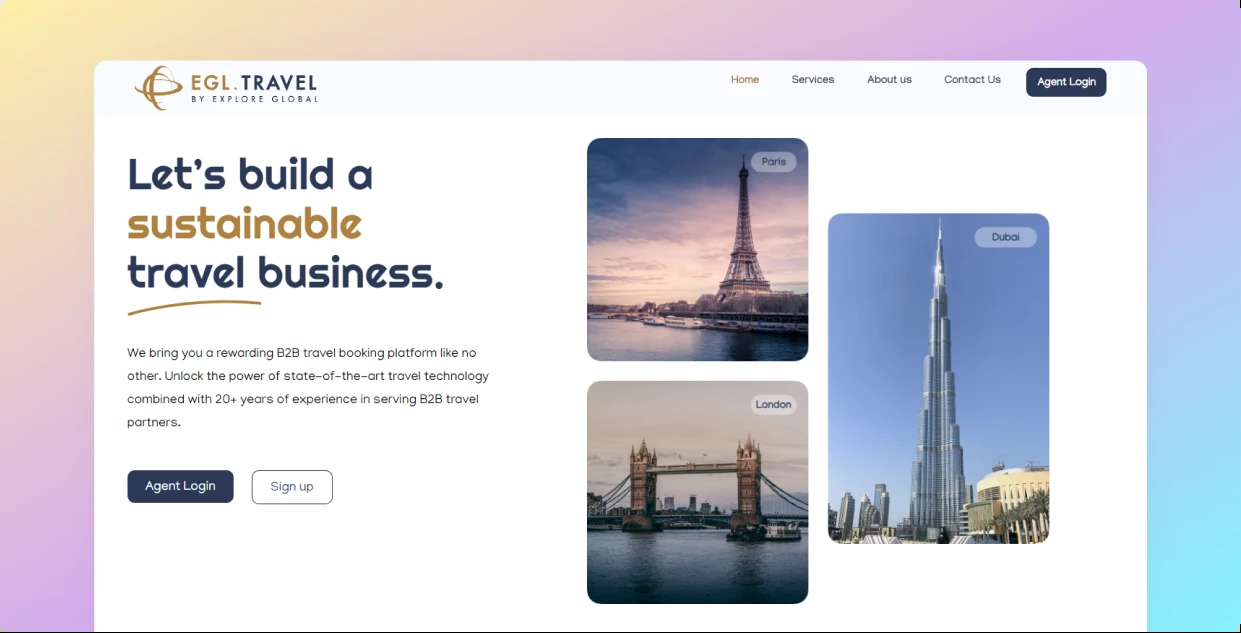 EGL.TRAVEL
BY EXPLORE GLOBAL
Home
Services
About us
Contact Us
Agent Login
Let's build a
sustainable
travel business.
We bring you a rewarding B2B travel booking platform like no
other. Unlock the power of state-of-the-art travel technology
combined with 20+ years of experience in serving B2B travel
partners.
Agent Login
Sign up
Paris
Dubai
London